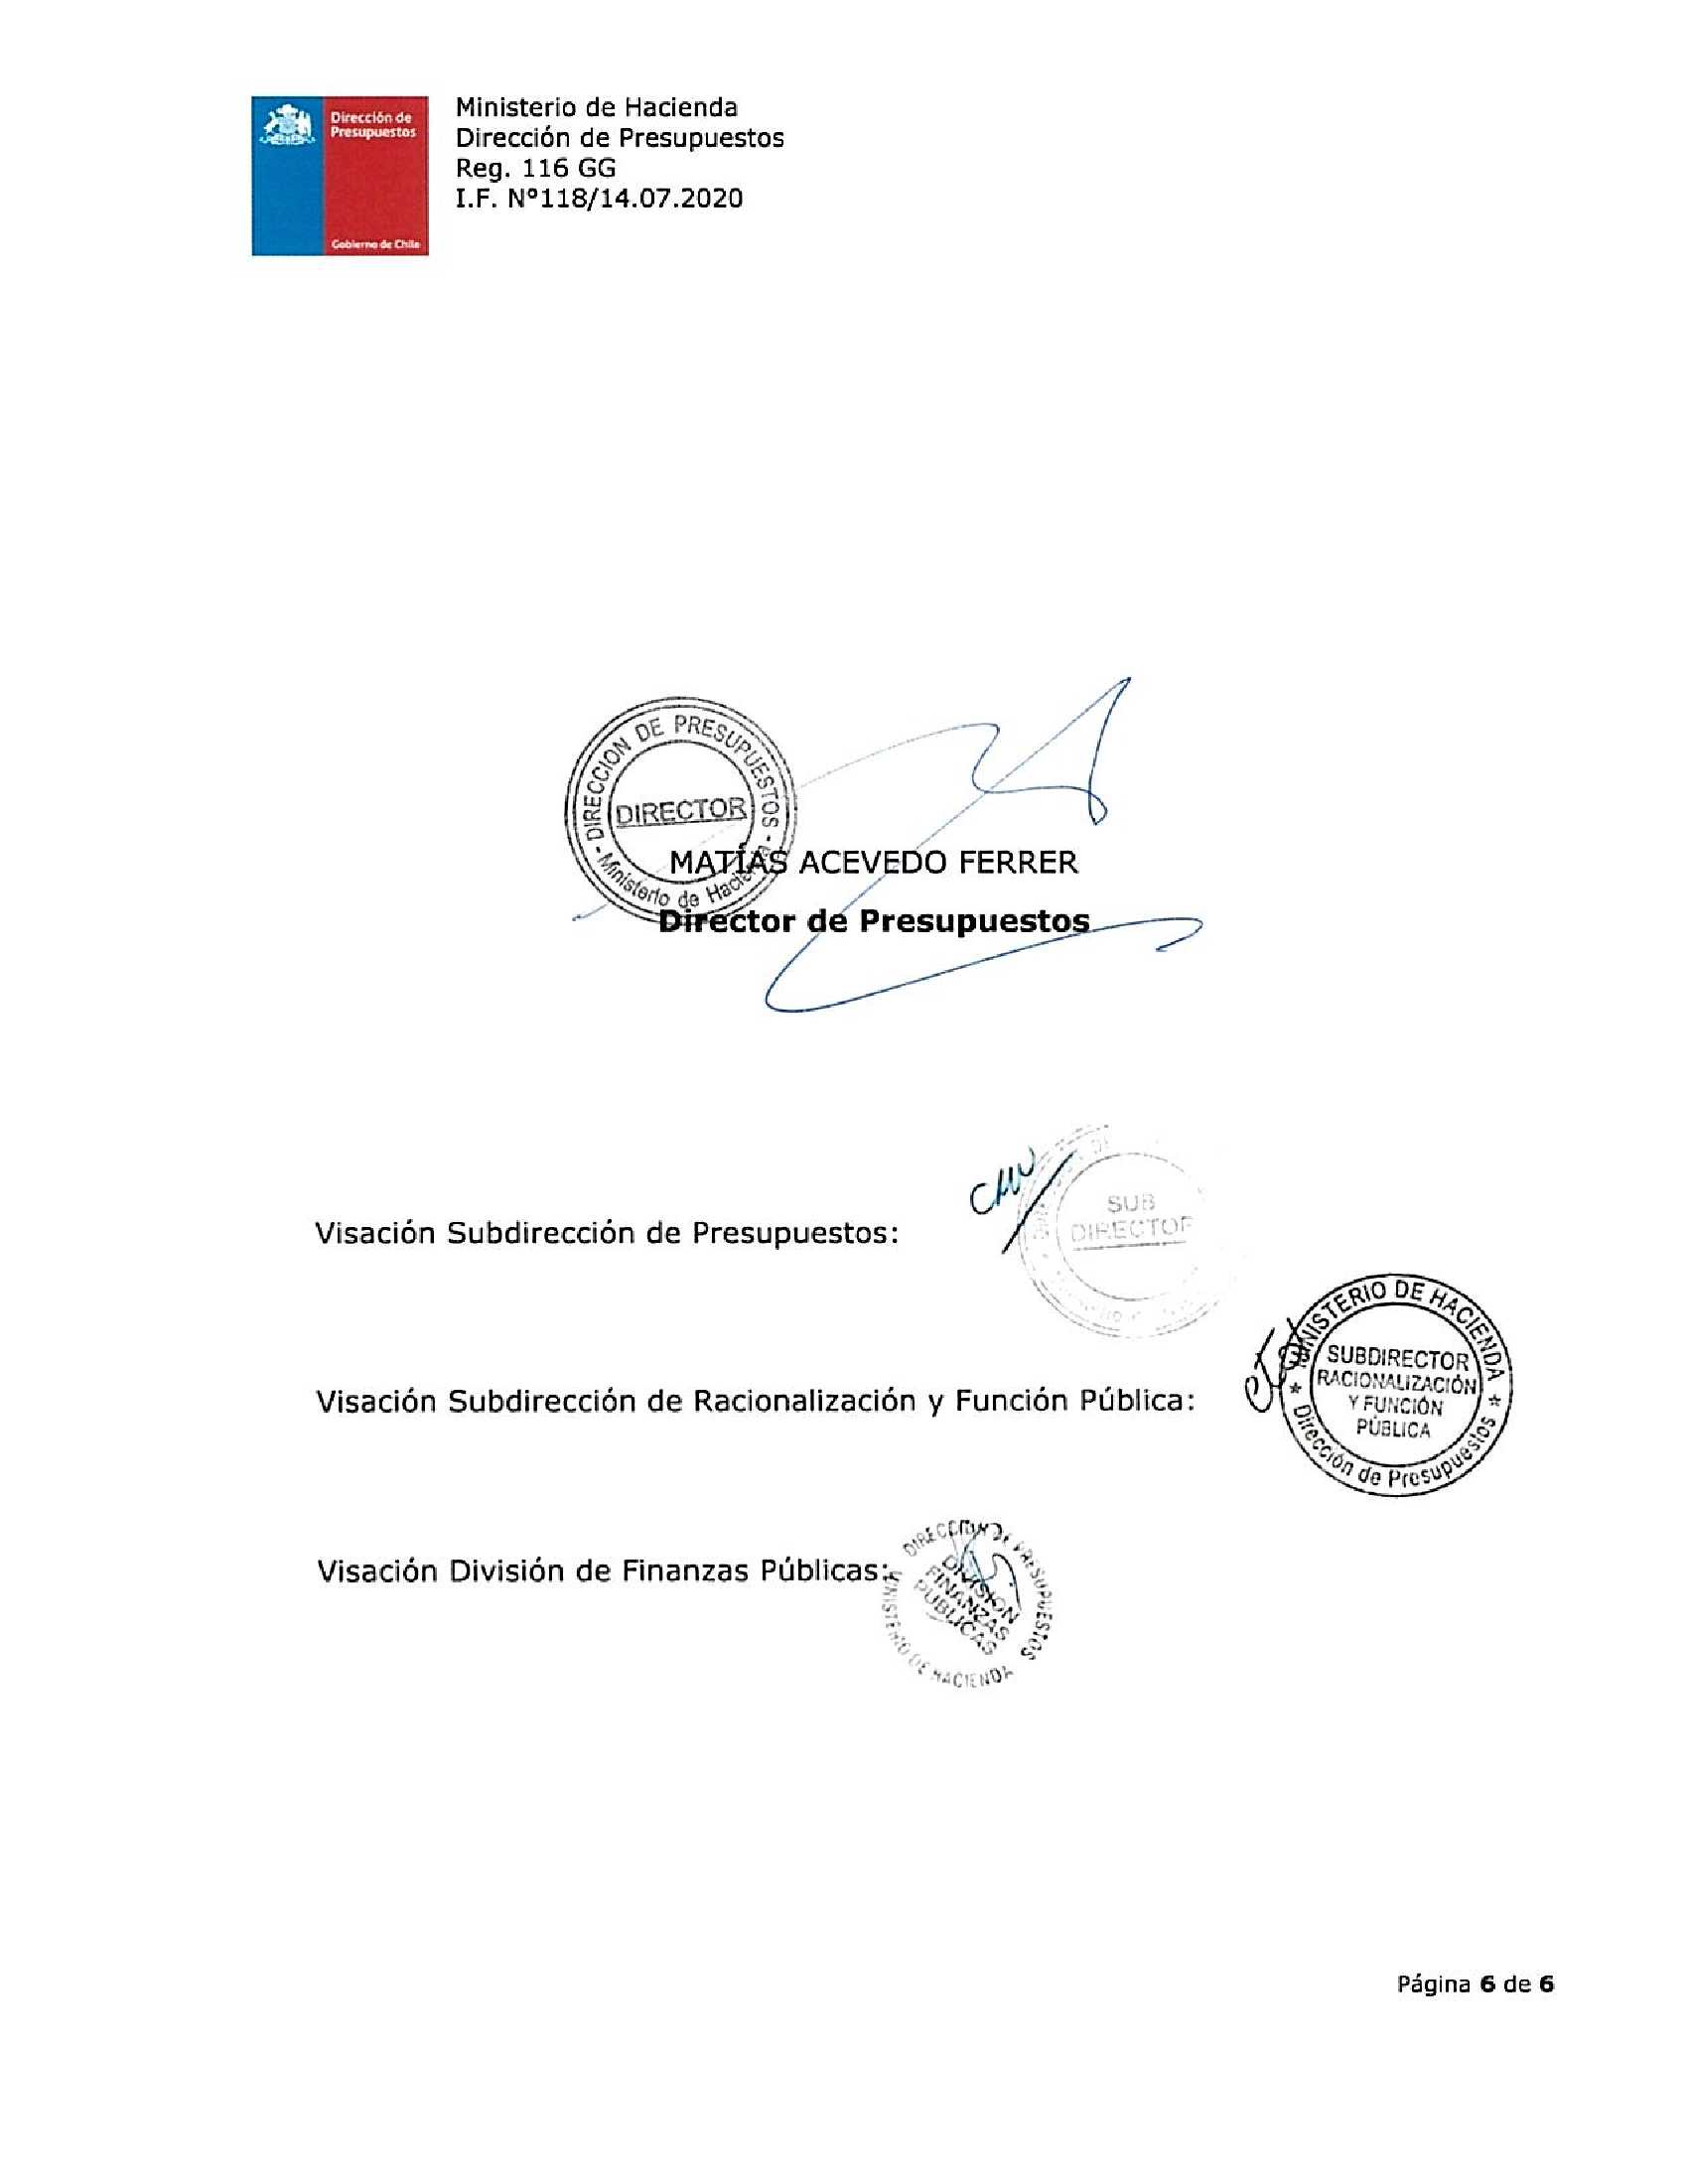 Dirección de
Presupuestos
Gobierno de Chile
Ministerio de Hacienda
Dirección de Presupuestos
Reg. 116 GG
I.F. N°118/14.07.2020
DIRECCION DE PRESUPUESTOS
DIRECTOR
- Ministerio de Hacienda -
MATÍAS ACEVEDO FERRER
Director de Presupuestos
Visación Subdirección de Presupuestos:
SUB
DIRECTOR
Visación Subdirección de Racionalización y Función Pública:
MINISTERIO DE HACIENDA
SUBDIRECTOR
RACIONALIZACIÓN
Y FUNCIÓN
PÚBLICA
* Dirección de Presupuestos *
Visación División de Finanzas Públicas:
DIRECCION DE PRESUPUESTOS
DIVISION
FINANZAS
PUBLICAS
MINISTERIO DE HACIENDA
Página 6 de 6